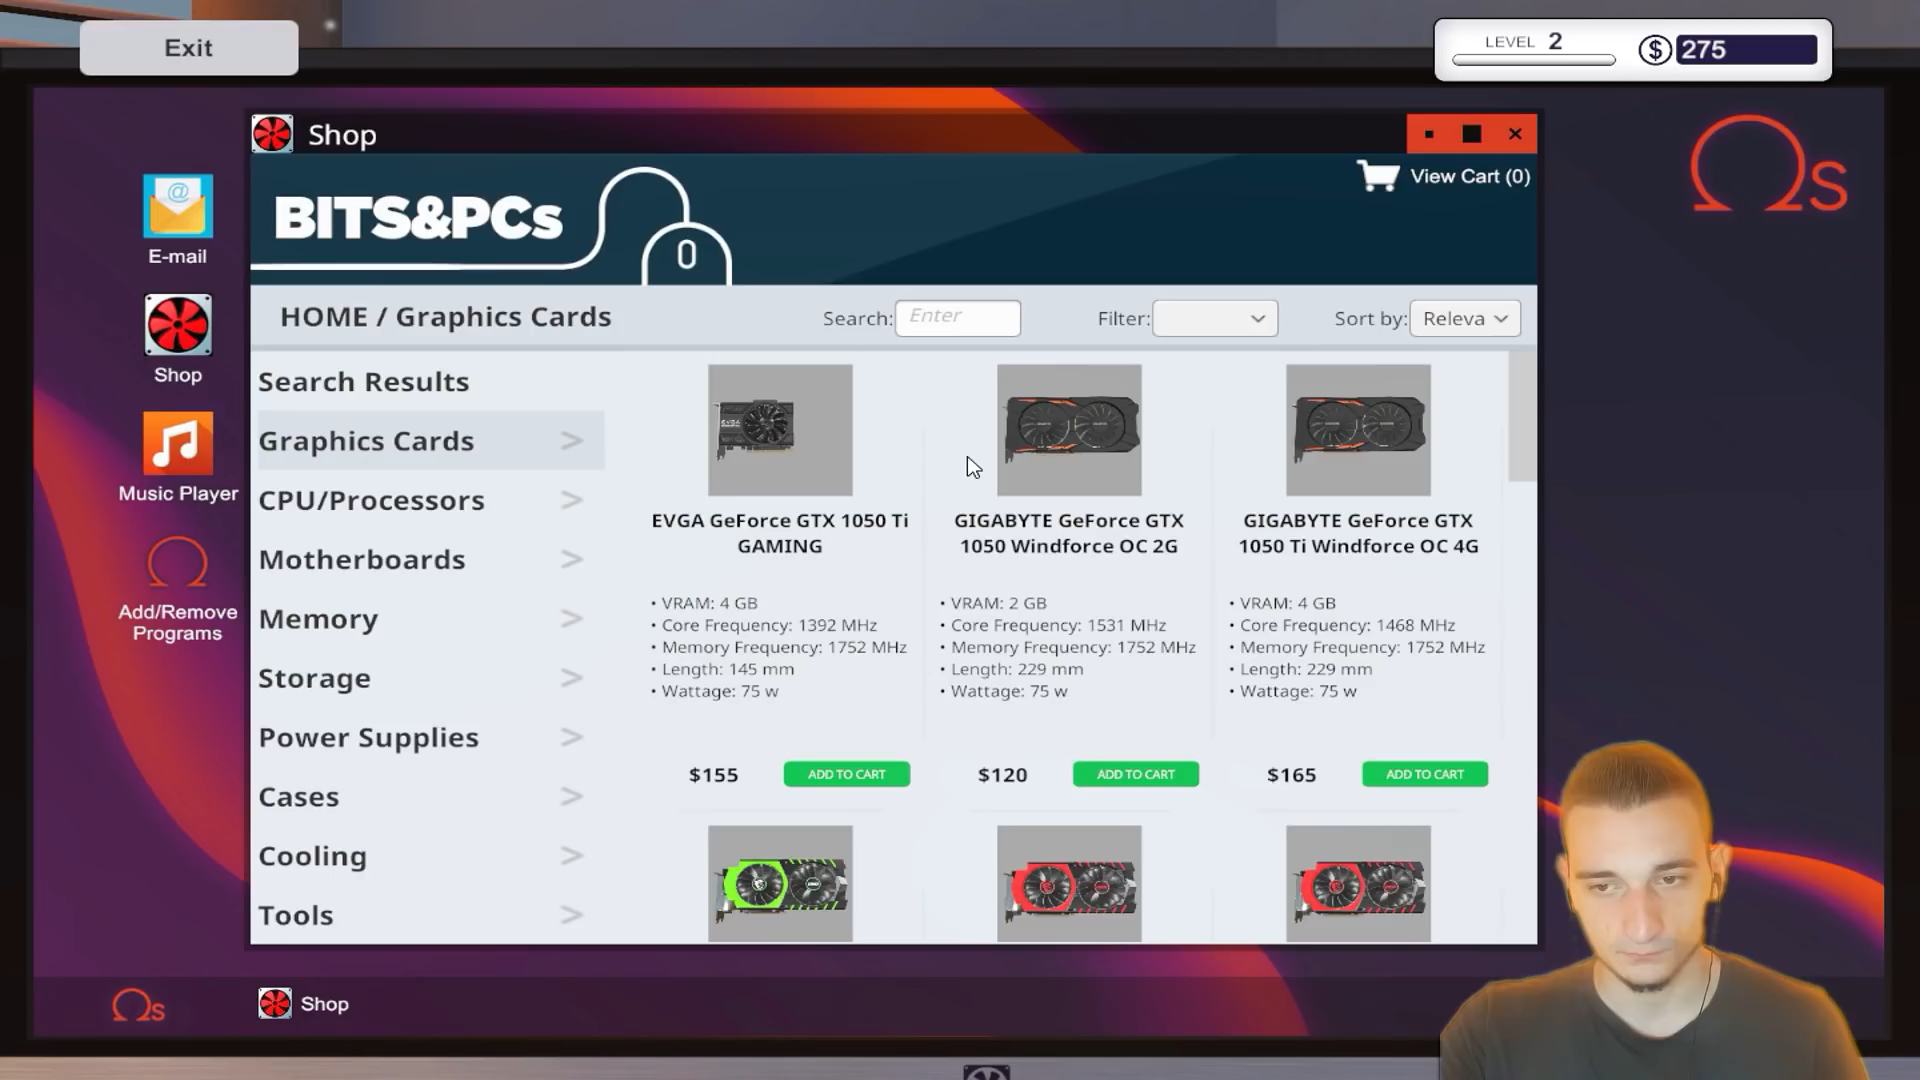 Exit
LEVEL 2
$ 275
Shop
View Cart (0)
BITS&PCs
Ωs
E-mail
Shop
Music Player
Add/Remove
Programs
HOME / Graphics Cards
Search: Enter
Filter:
Sort by: Releva
Search Results
Graphics Cards >
CPU/Processors >
Motherboards >
Memory >
Storage >
Power Supplies >
Cases >
Cooling >
Tools >
EVGA GeForce GTX 1050 Ti
GAMING
• VRAM: 4 GB
• Core Frequency: 1392 MHz
• Memory Frequency: 1752 MHz
• Length: 145 mm
• Wattage: 75 w
$155 ADD TO CART
GIGABYTE GeForce GTX
1050 Windforce OC 2G
• VRAM: 2 GB
• Core Frequency: 1531 MHz
• Memory Frequency: 1752 MHz
• Length: 229 mm
• Wattage: 75 w
$120 ADD TO CART
GIGABYTE GeForce GTX
1050 Ti Windforce OC 4G
• VRAM: 4 GB
• Core Frequency: 1468 MHz
• Memory Frequency: 1752 MHz
• Length: 229 mm
• Wattage: 75 w
$165 ADD TO CART
Ωs
Shop